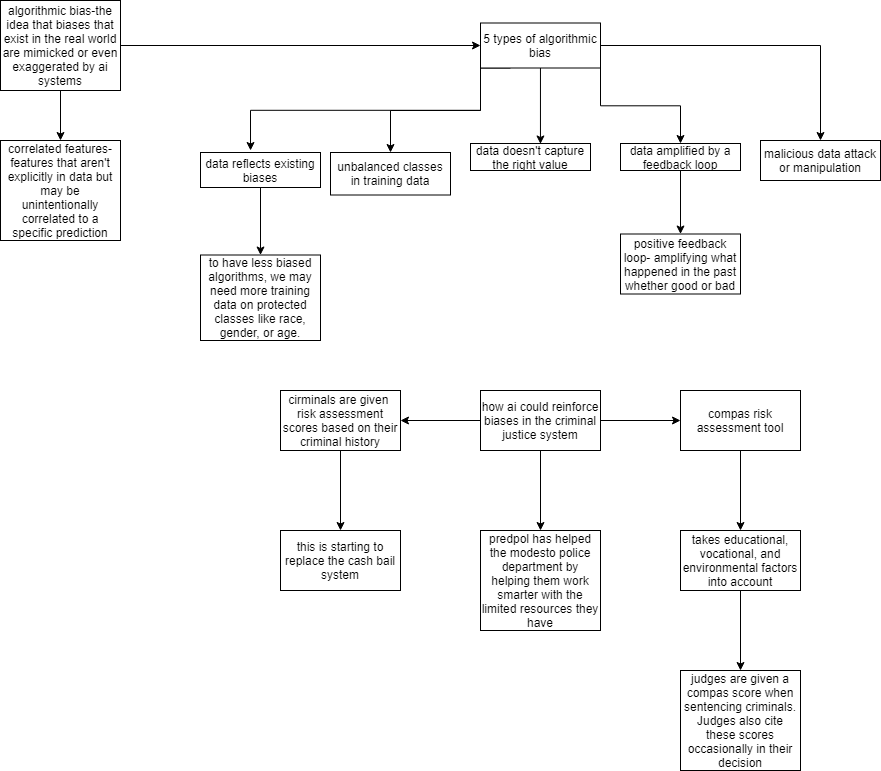 algorithmic bias-the
idea that biases that
exist in the real world
are mimicked or even
exaggerated by ai
systems
5 types of algorithmic
bias
correlated features-
features that aren't
explicitly in data but
may be
unintentionally
correlated to a
specific prediction
data reflects existing
biases
unbalanced classes
in training data
data doesn't capture
the right value
data amplified by a
feedback loop
malicious data attack
or manipulation
to have less biased
algorithms, we may
need more training
data on protected
classes like race,
gender, or age.
positive feedback
loop- amplifying what
happened in the past
whether good or bad
cirminals are given
risk assessment
scores based on their
criminal history
how ai could reinforce
biases in the criminal
justice system
compas risk
assessment tool
this is starting to
replace the cash bail
system
predpol has helped
the modesto police
department by
helping them work
smarter with the
limited resources they
have
takes educational,
vocational, and
environmental factors
into account
judges are given a
compas score when
sentencing criminals.
Judges also cite
these scores
occasionally in their
decision